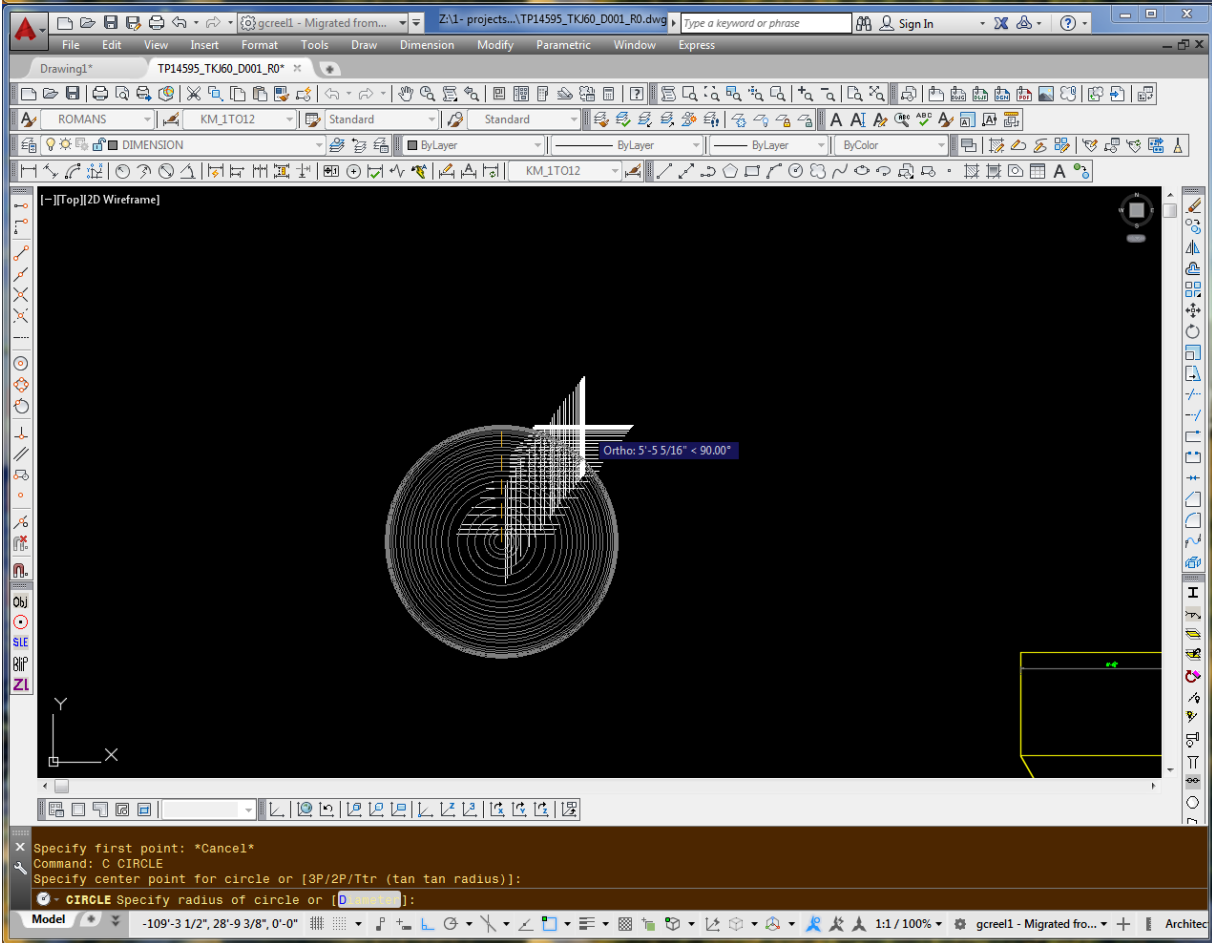 gcreel1 - Migrated from... Z:\1- projects...\TP14595_TKJ60_D001_R0.dwg Type a keyword or phrase Sign In
File Edit View Insert Format Tools Draw Dimension Modify Parametric Window Express
Drawing1* TP14595_TKJ60_D001_R0*
ROMANS KM_1TO12 Standard Standard
DIMENSION ByLayer ByLayer ByLayer ByColor
KM_1TO12
[−][Top][2D Wireframe]
N
Ortho: 5'-5 5/16" < 90.00°
Obj
SLE
BliP
ZL
Y
X
Specify first point: *Cancel*
Command: C CIRCLE
Specify center point for circle or [3P/2P/Ttr (tan tan radius)]:
CIRCLE Specify radius of circle or [Diameter]:
Model -109'-3 1/2", 28'-9 3/8", 0'-0" 1:1 / 100% gcreel1 - Migrated fro... Architec